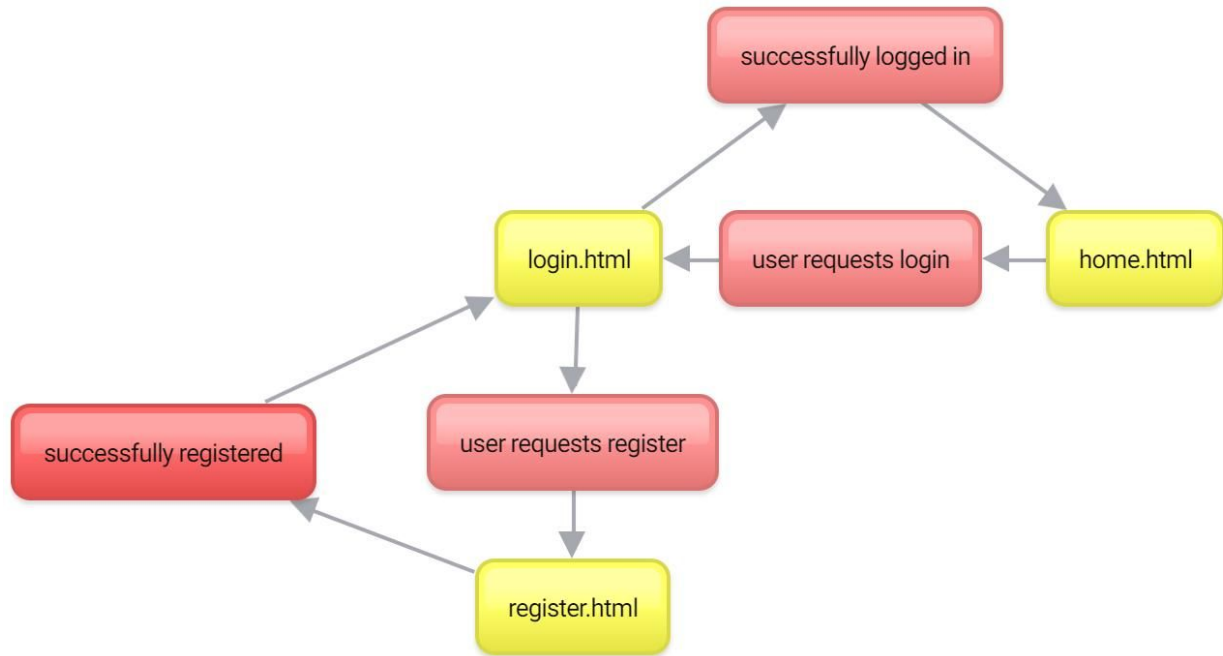 successfully logged in
login.html
user requests login
home.html
successfully registered
user requests register
register.html